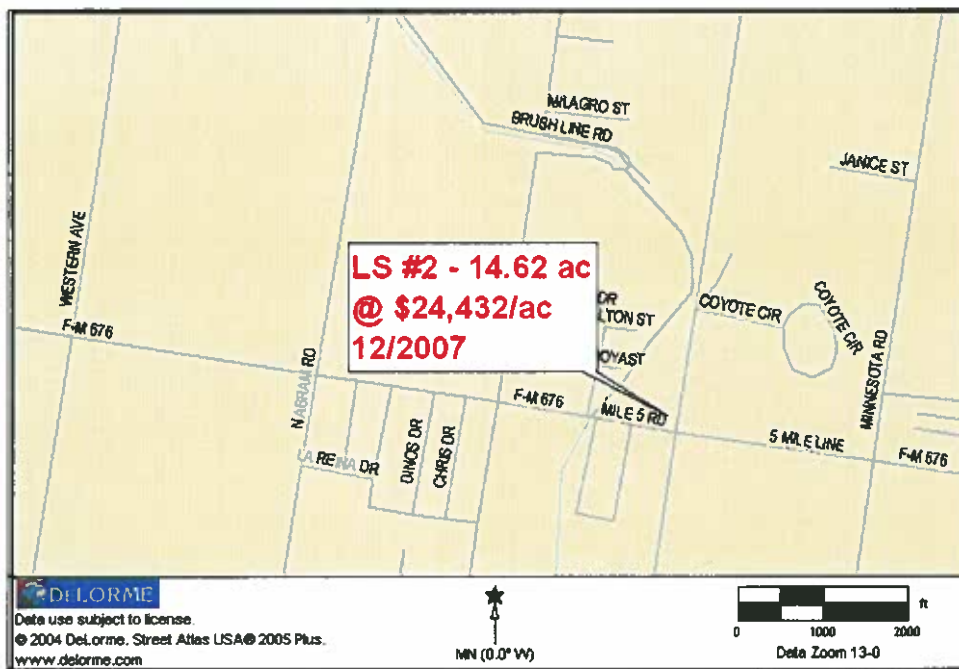 MILAGRO ST
BRUSH LINE RD
JANICE ST
WESTERN AVE
LS #2 - 14.62 ac
@ $24,432/ac
12/2007
DR
LTON ST
OYA ST
COYOTE CIR
COYOTE CIR
MINNESOTA RD
F-M 676
N ABRAM RD
F-M 676
MILE 5 RD
5 MILE LINE
F-M 676
LA REINA DR
DINOS DR
CHRIS DR
DELORME
Data use subject to license.
© 2004 DeLorme. Street Atlas USA® 2005 Plus.
www.delorme.com
MN (0.0° W)
ft
0 1000 2000
Data Zoom 13-0